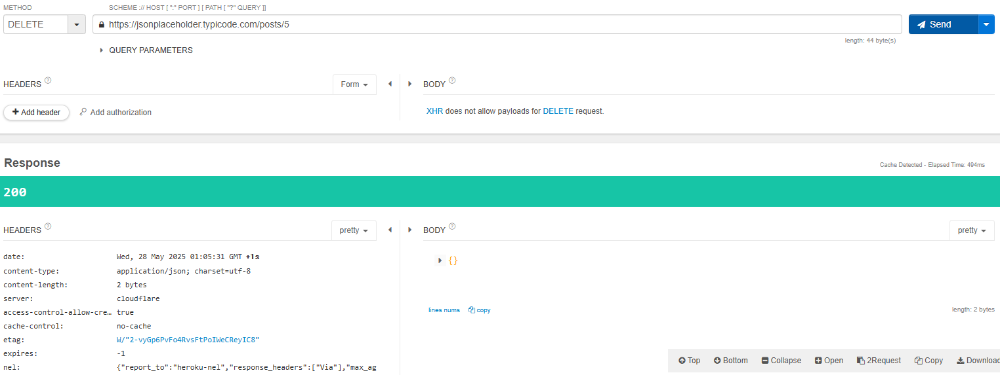 METHOD SCHEME :// HOST [ ":" PORT ] [ PATH [ "?" QUERY ]]
DELETE https://jsonplaceholder.typicode.com/posts/5 Send
length: 44 byte(s)
QUERY PARAMETERS
HEADERS ? Form BODY ?
+ Add header Add authorization XHR does not allow payloads for DELETE request.
Response
Cache Detected - Elapsed Time: 494ms
200
HEADERS ? pretty BODY ? pretty
date: Wed, 28 May 2025 01:05:31 GMT +1s
{}
content-type: application/json; charset=utf-8
content-length: 2 bytes
server: cloudflare
access-control-allow-cre… true
lines nums copy length: 2 bytes
cache-control: no-cache
etag: W/"2-vyGp6PvFo4RvsFtPoIWeCReyIC8"
expires: -1
Top Bottom Collapse Open 2Request Copy Download
nel: {"report_to":"heroku-nel","response_headers":["Via"],"max_ag